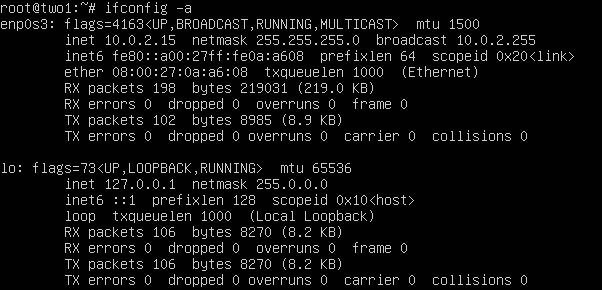 root@two1:~# ifconfig -a
enp0s3: flags=4163<UP,BROADCAST,RUNNING,MULTICAST>  mtu 1500
        inet 10.0.2.15  netmask 255.255.255.0  broadcast 10.0.2.255
        inet6 fe80::a00:27ff:fe0a:a608  prefixlen 64  scopeid 0x20<link>
        ether 08:00:27:0a:a6:08  txqueuelen 1000  (Ethernet)
        RX packets 198  bytes 219031 (219.0 KB)
        RX errors 0  dropped 0  overruns 0  frame 0
        TX packets 102  bytes 8985 (8.9 KB)
        TX errors 0  dropped 0 overruns 0  carrier 0  collisions 0

lo: flags=73<UP,LOOPBACK,RUNNING>  mtu 65536
        inet 127.0.0.1  netmask 255.0.0.0
        inet6 ::1  prefixlen 128  scopeid 0x10<host>
        loop  txqueuelen 1000  (Local Loopback)
        RX packets 106  bytes 8270 (8.2 KB)
        RX errors 0  dropped 0  overruns 0  frame 0
        TX packets 106  bytes 8270 (8.2 KB)
        TX errors 0  dropped 0 overruns 0  carrier 0  collisions 0